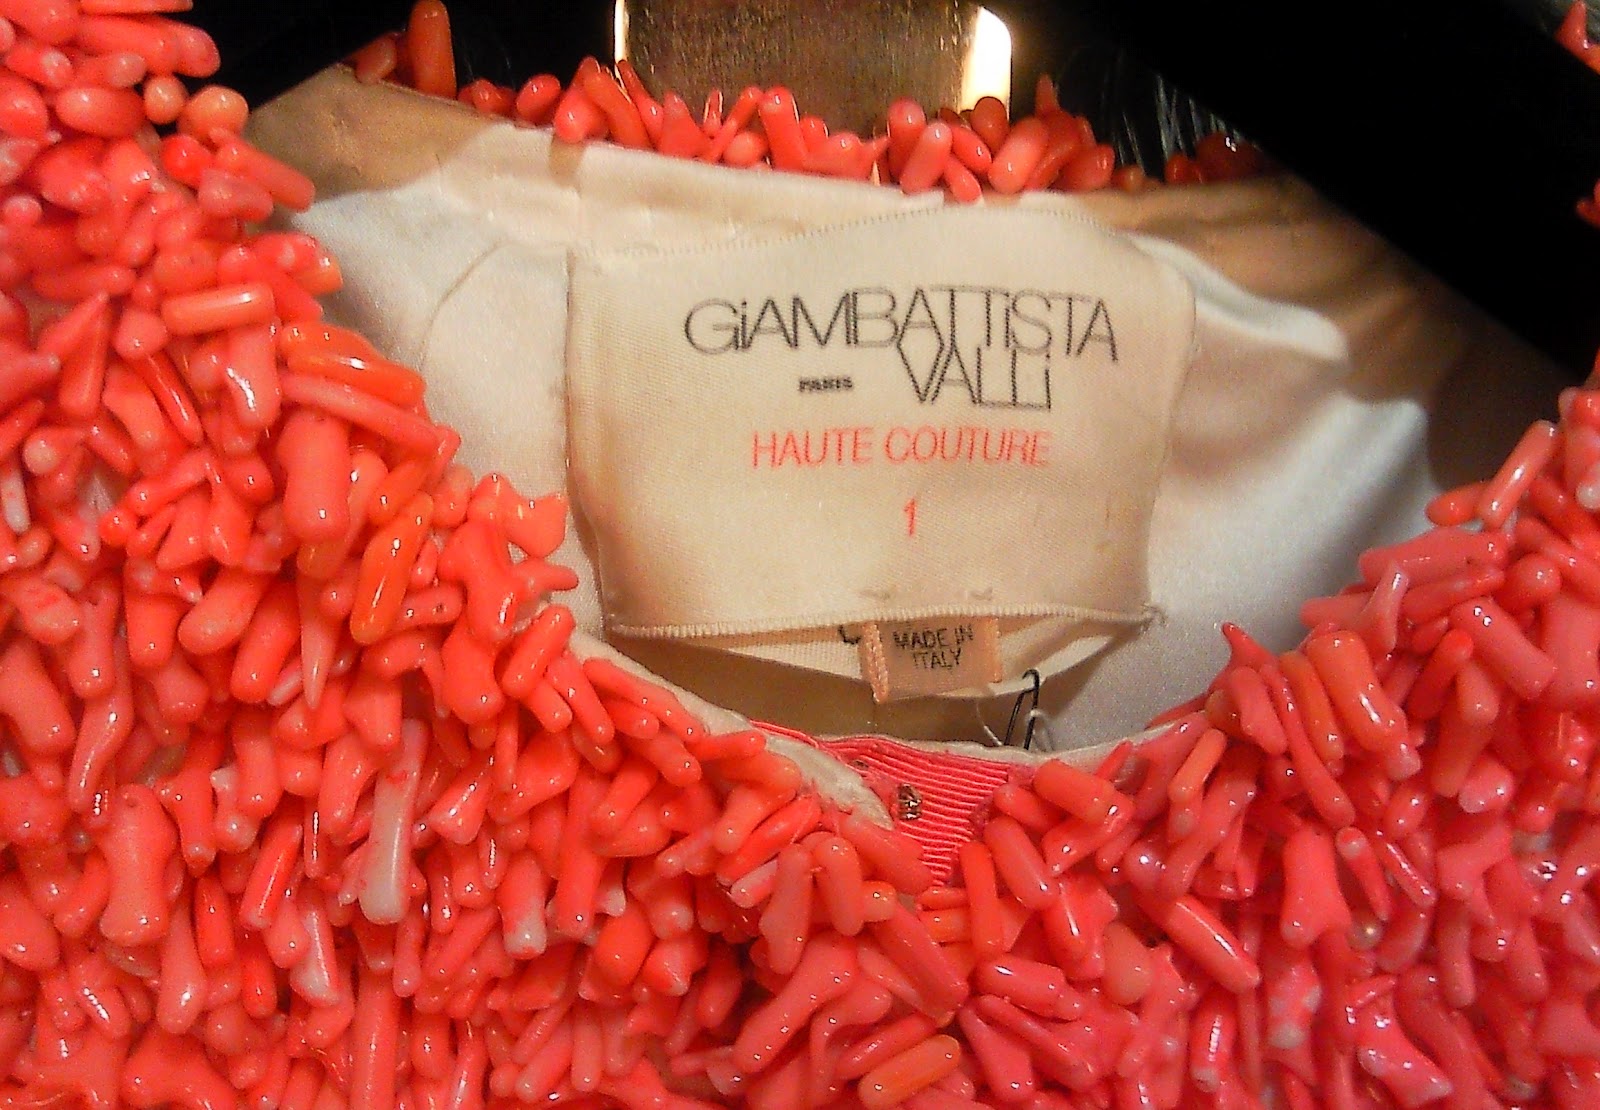 GiAMBATTiSTA
PARIS VALLi
HAUTE COUTURE
1
MADE IN
ITALY